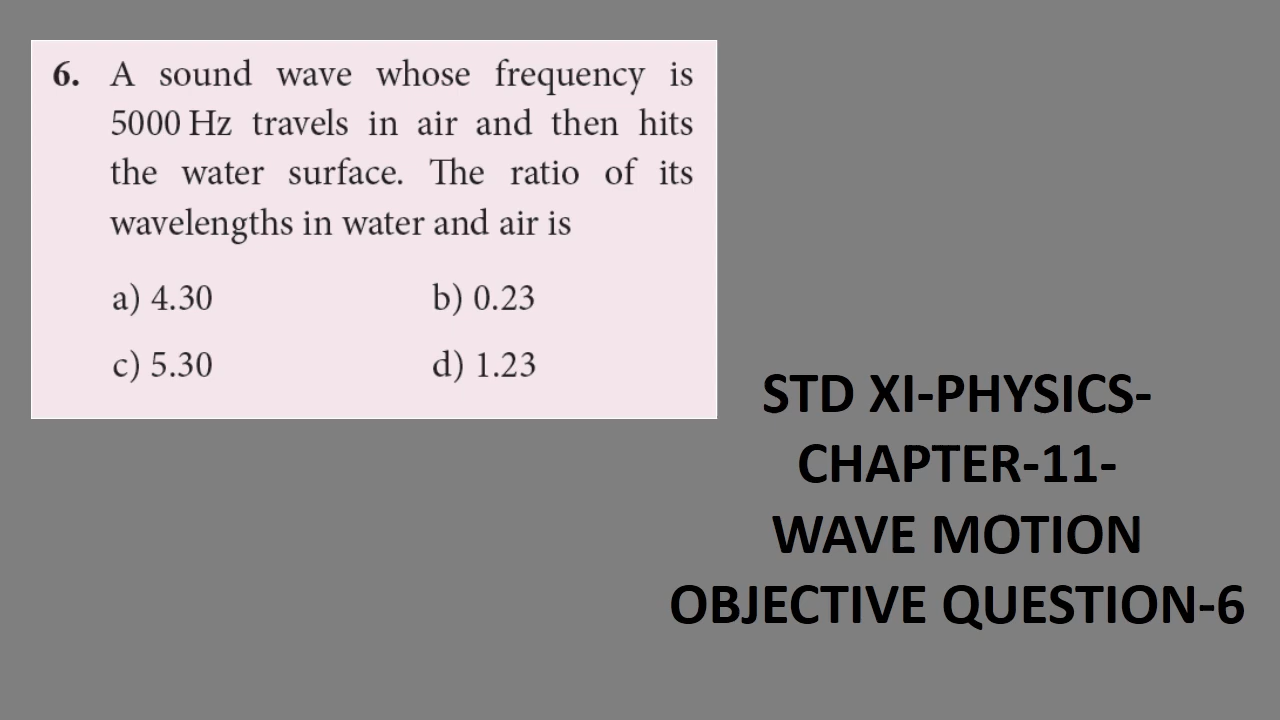 6. A sound wave whose frequency is
5000 Hz travels in air and then hits
the water surface. The ratio of its
wavelengths in water and air is
a) 4.30 b) 0.23
c) 5.30 d) 1.23
STD XI-PHYSICS-
CHAPTER-11-
WAVE MOTION
OBJECTIVE QUESTION-6